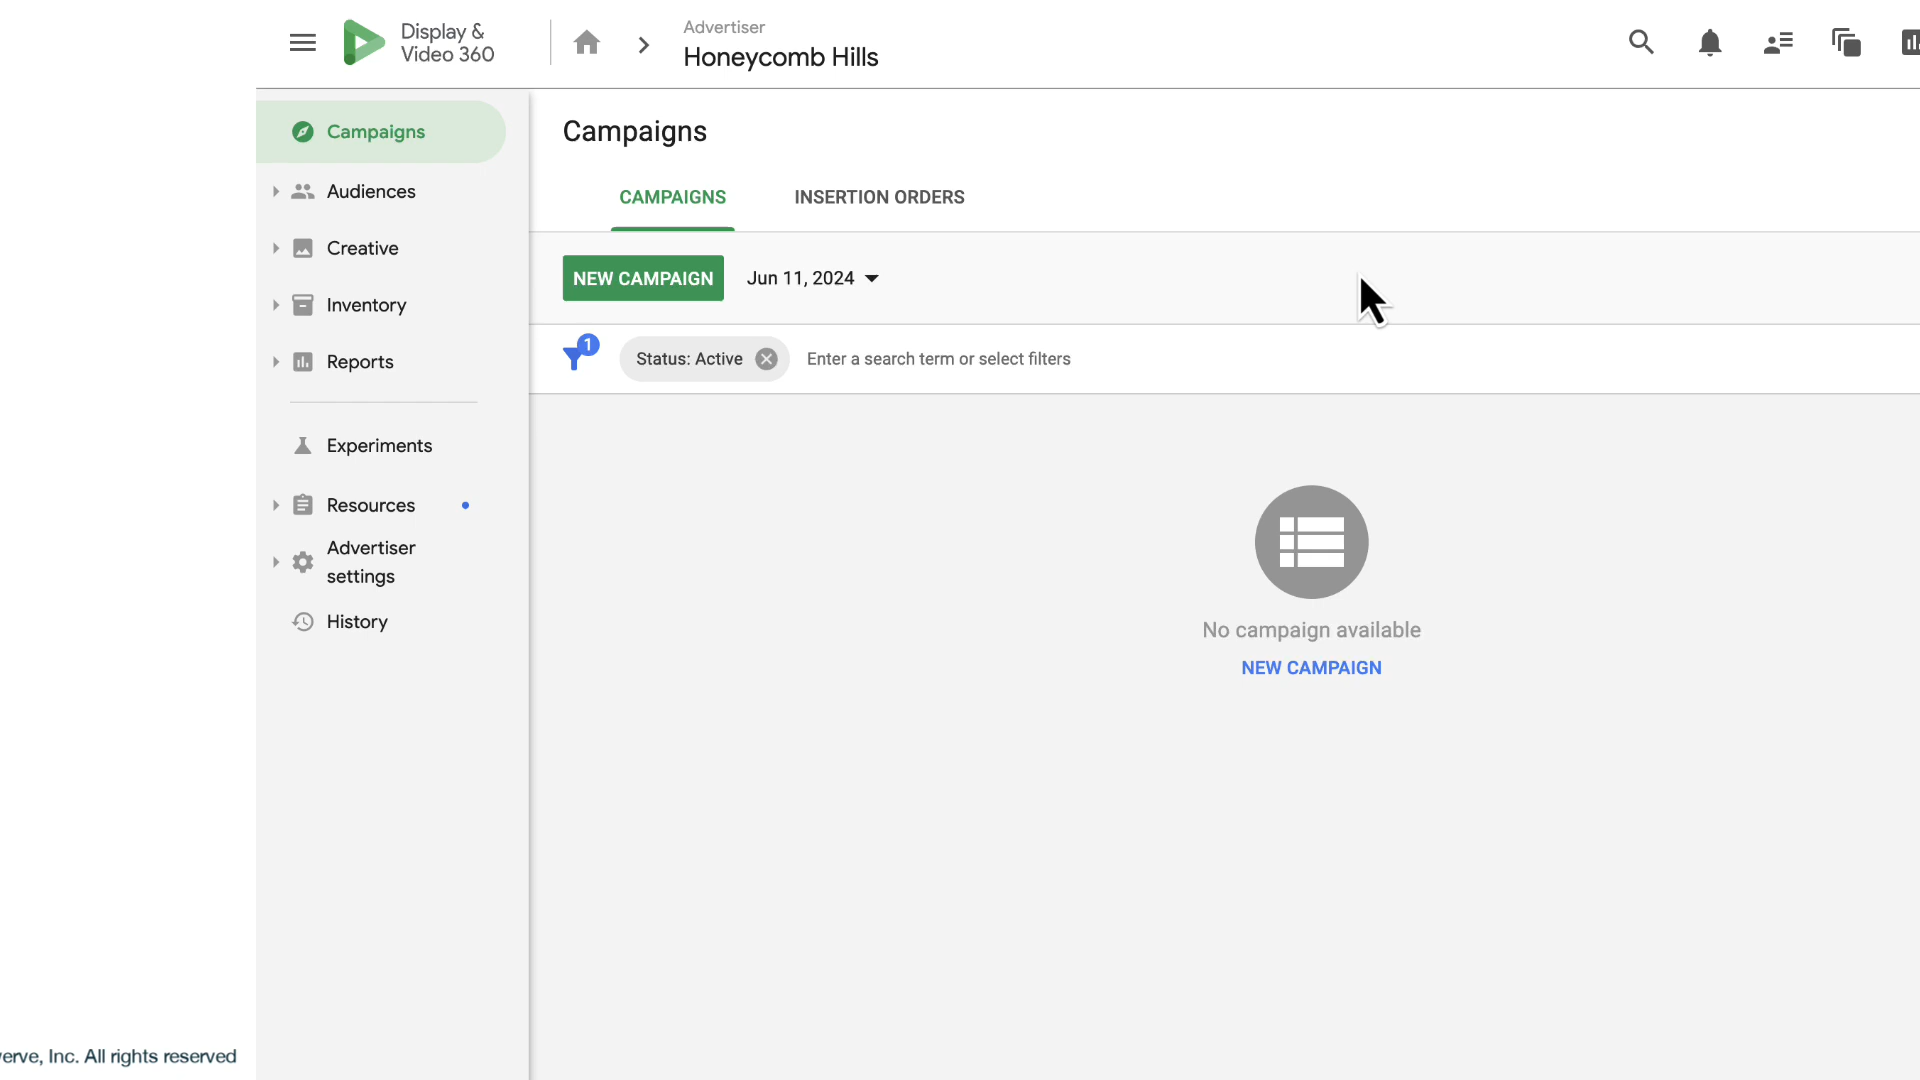 Display &
Video 360
Advertiser
Honeycomb Hills
Campaigns
Audiences
Creative
Inventory
Reports
Experiments
Resources
Advertiser
settings
History
Campaigns
CAMPAIGNS
INSERTION ORDERS
NEW CAMPAIGN
Jun 11, 2024
1
Status: Active
Enter a search term or select filters
No campaign available
NEW CAMPAIGN
Inc. All rights reserved